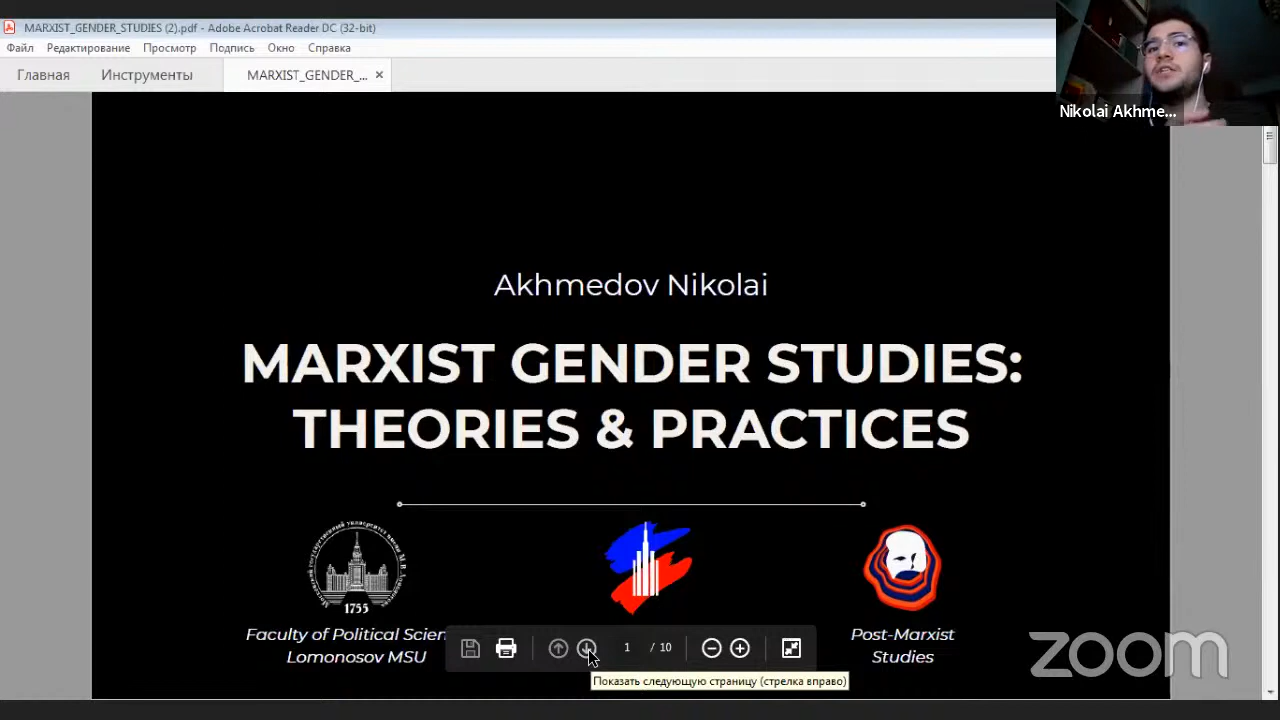 MARXIST_GENDER_STUDIES (2).pdf - Adobe Acrobat Reader DC (32-bit)
Файл Редактирование Просмотр Подпись Окно Справка
Главная Инструменты MARXIST_GENDER_... ×
Nikolai Akhme...
Akhmedov Nikolai
MARXIST GENDER STUDIES:
THEORIES & PRACTICES
1755
Faculty of Political Scien
Lomonosov MSU
Post-Marxist
Studies
1 / 10
Показать следующую страницу (стрелка вправо)
zoom